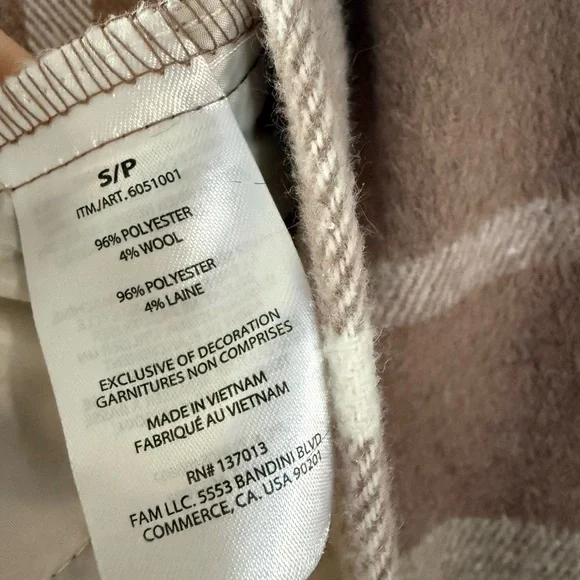 S/P
ITM./ART. 6051001
96% POLYESTER
4% WOOL
96% POLYESTER
4% LAINE
EXCLUSIVE OF DECORATION
GARNITURES NON COMPRISES
MADE IN VIETNAM
FABRIQUÉ AU VIETNAM
RN# 137013
FAM LLC. 5553 BANDINI BLVD.
COMMERCE, CA. USA 90201